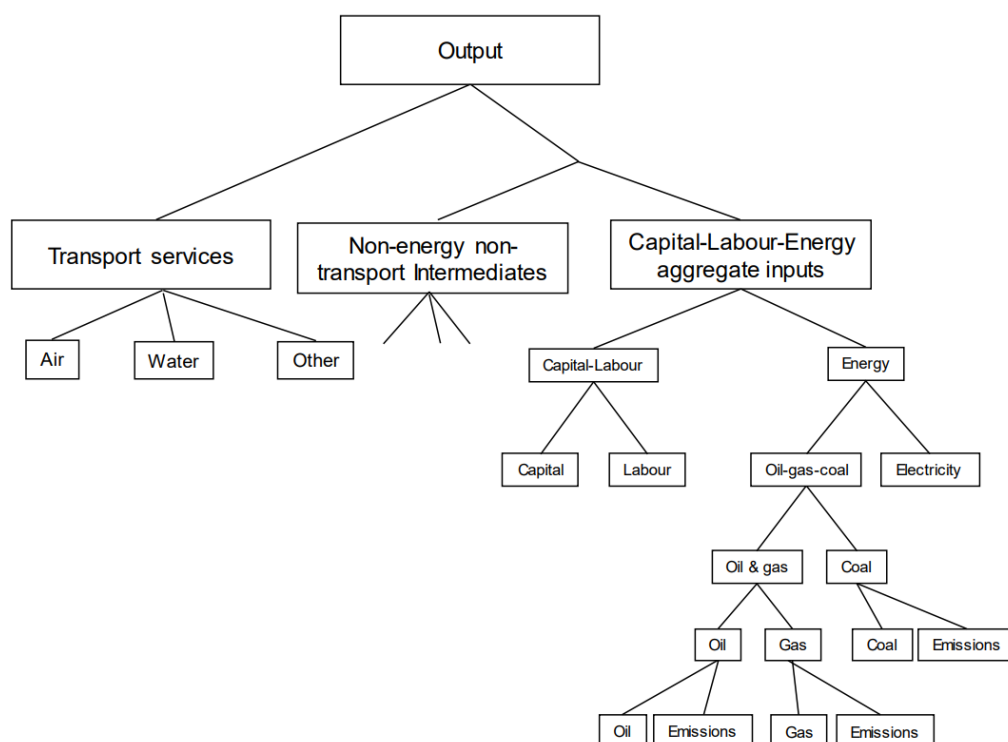 Output
Transport services
Non-energy non-
transport Intermediates
Capital-Labour-Energy
aggregate inputs
Air
Water
Other
Capital-Labour
Energy
Capital
Labour
Oil-gas-coal
Electricity
Oil & gas
Coal
Oil
Gas
Coal
Emissions
Oil
Emissions
Gas
Emissions